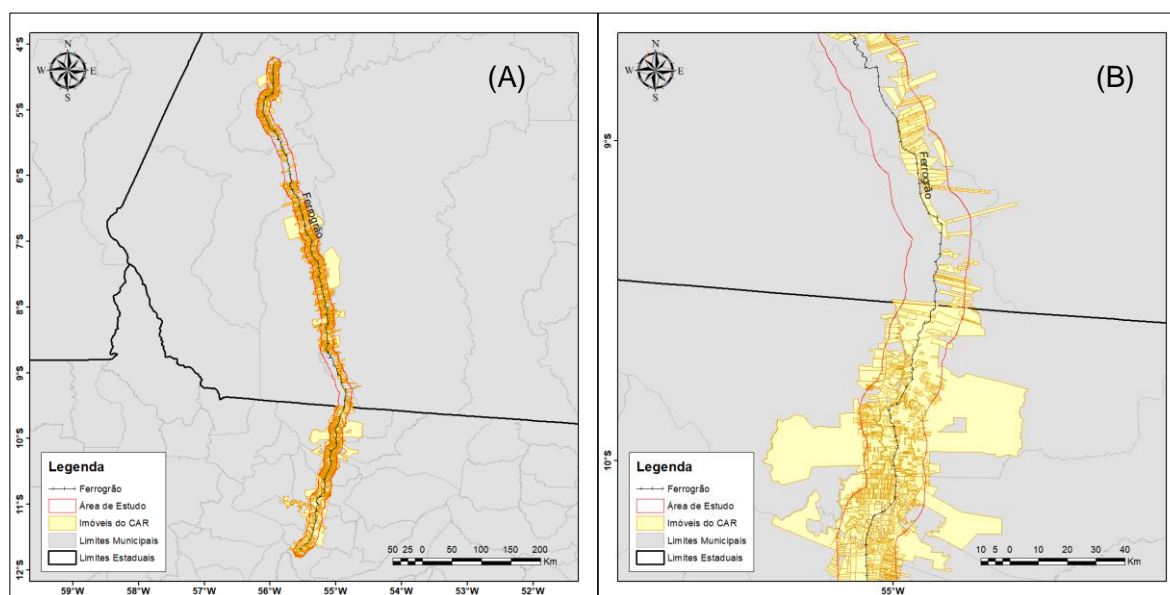 (A)
N
W E
S
4°S
5°S
6°S
7°S
8°S
9°S
10°S
11°S
12°S
Ferrogrão
Legenda
Ferrogrão
Área de Estudo
Imóveis do CAR
Limites Municipais
Limites Estaduais
50 25 0 50 100 150 200
Km
59°W 58°W 57°W 56°W 55°W 54°W 53°W 52°W
(B)
N
W E
S
9°S
10°S
Ferrogrão
Legenda
Ferrogrão
Área de Estudo
Imóveis do CAR
Limites Municipais
Limites Estaduais
10 5 0 10 20 30 40
Km
55°W